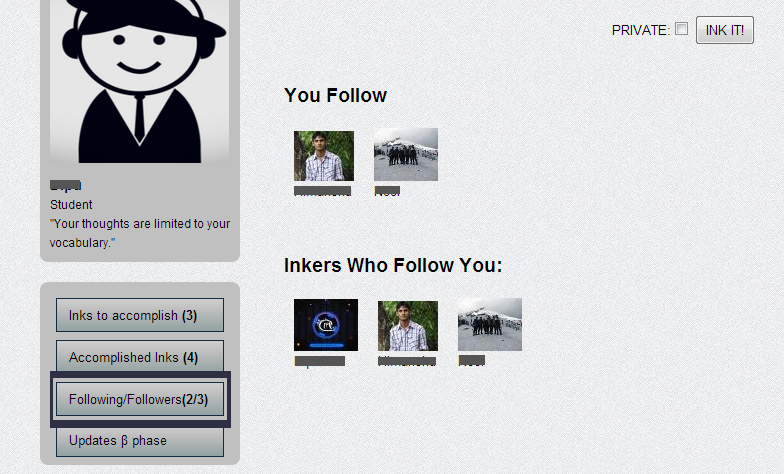 PRIVATE: INK IT!
You Follow
Student
"Your thoughts are limited to your
vocabulary."
Inkers Who Follow You:
Inks to accomplish (3)
Accomplished Inks (4)
Following/Followers(2/3)
Updates β phase